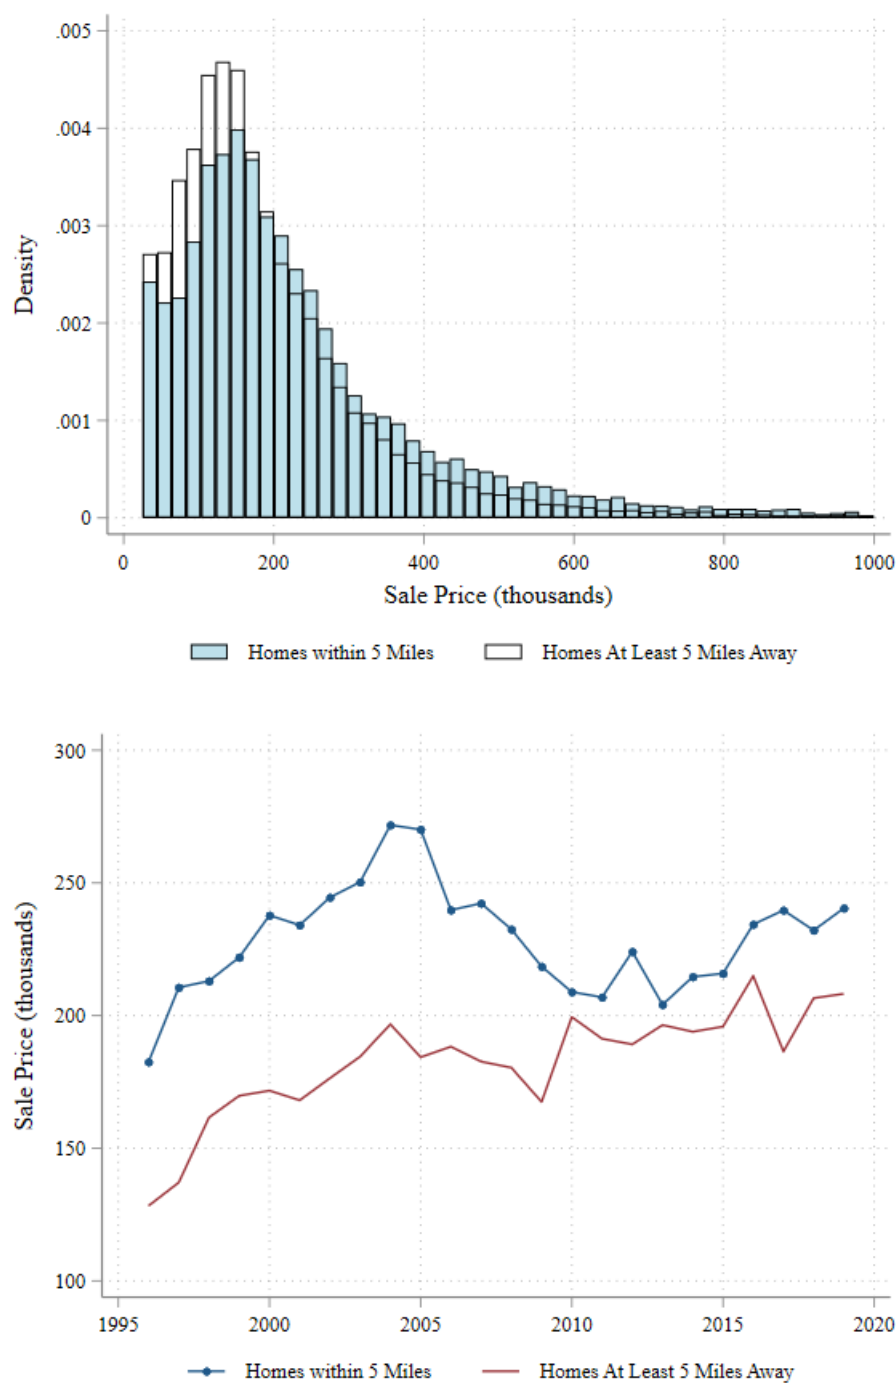 .005
.004
.003
.002
.001
0
Density
0 200 400 600 800 1000
Sale Price (thousands)
Homes within 5 Miles Homes At Least 5 Miles Away
300
250
200
150
100
Sale Price (thousands)
1995 2000 2005 2010 2015 2020
Homes within 5 Miles Homes At Least 5 Miles Away